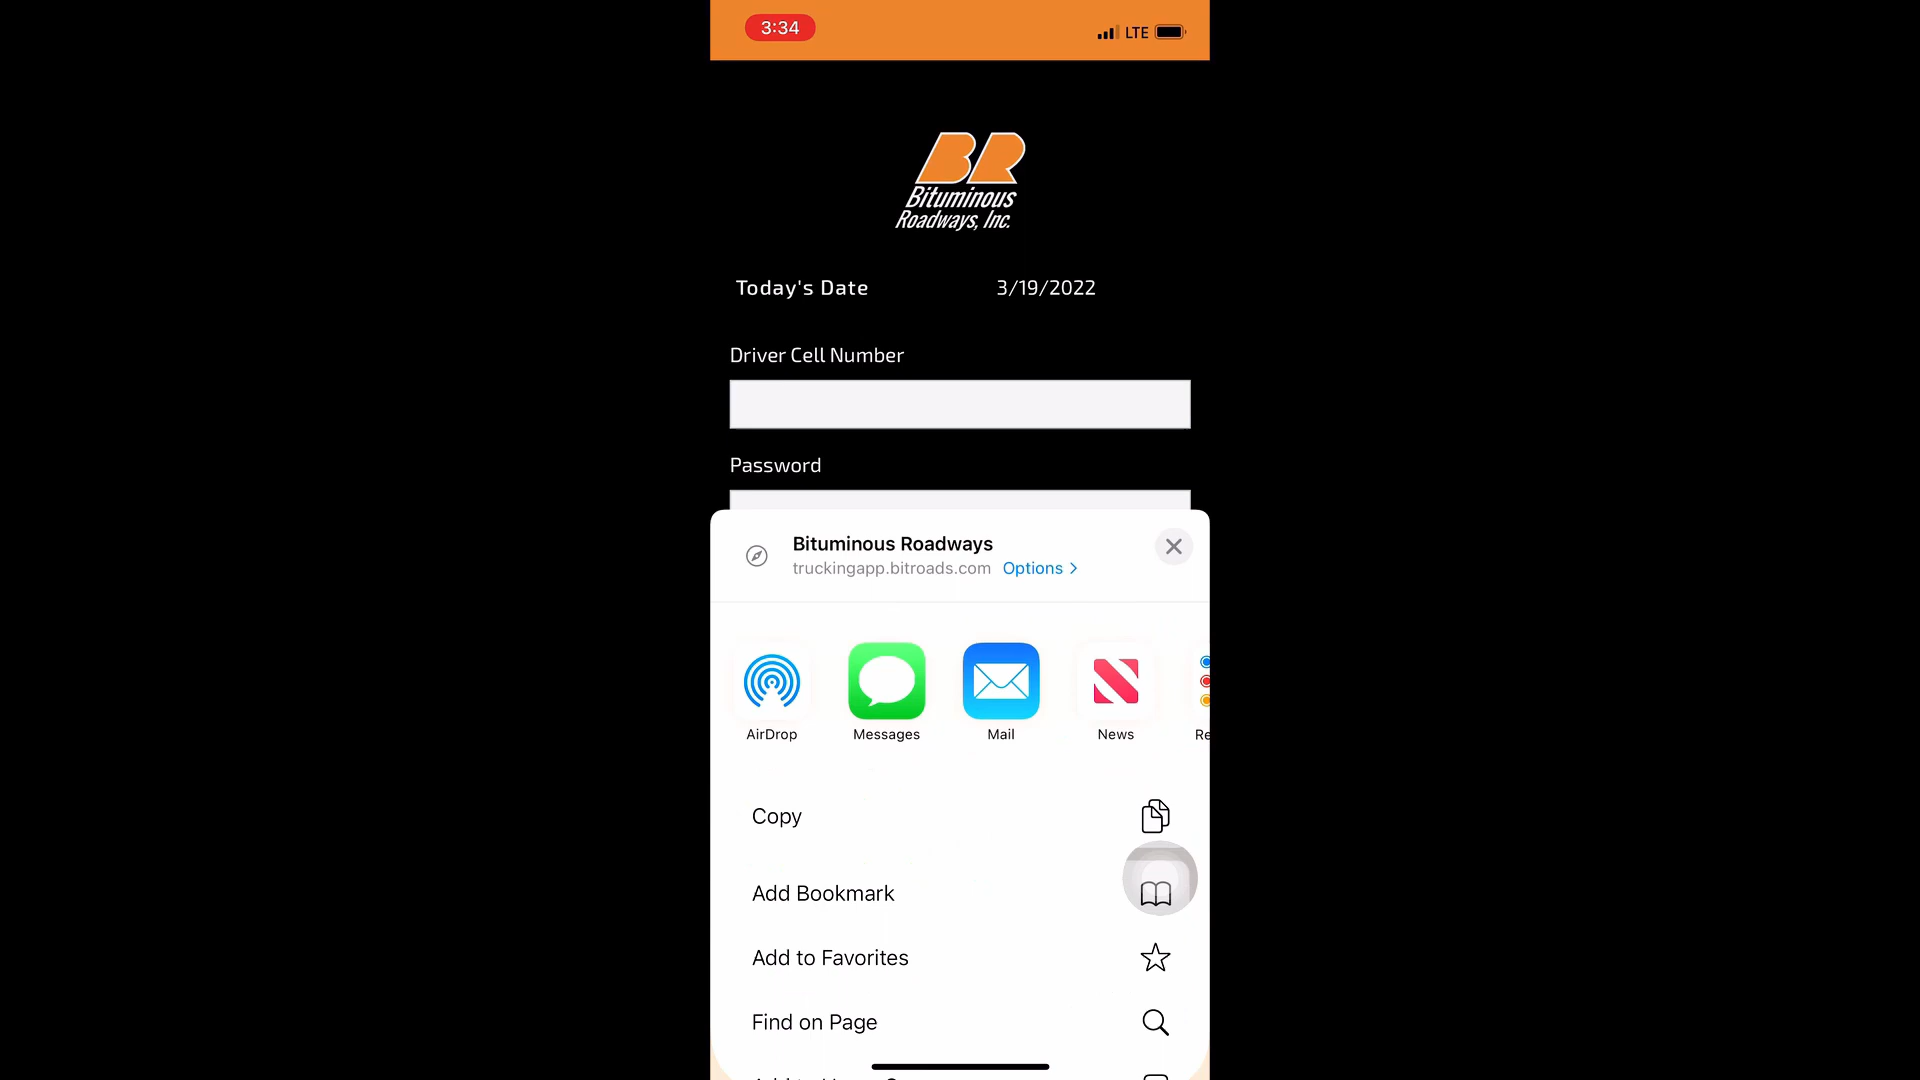 3:34
LTE
BR
Bituminous
Roadways, Inc.
Today's Date 3/19/2022
Driver Cell Number
Password
Bituminous Roadways
truckingapp.bitroads.com Options >
AirDrop Messages Mail News Re
Copy
Add Bookmark
Add to Favorites
Find on Page